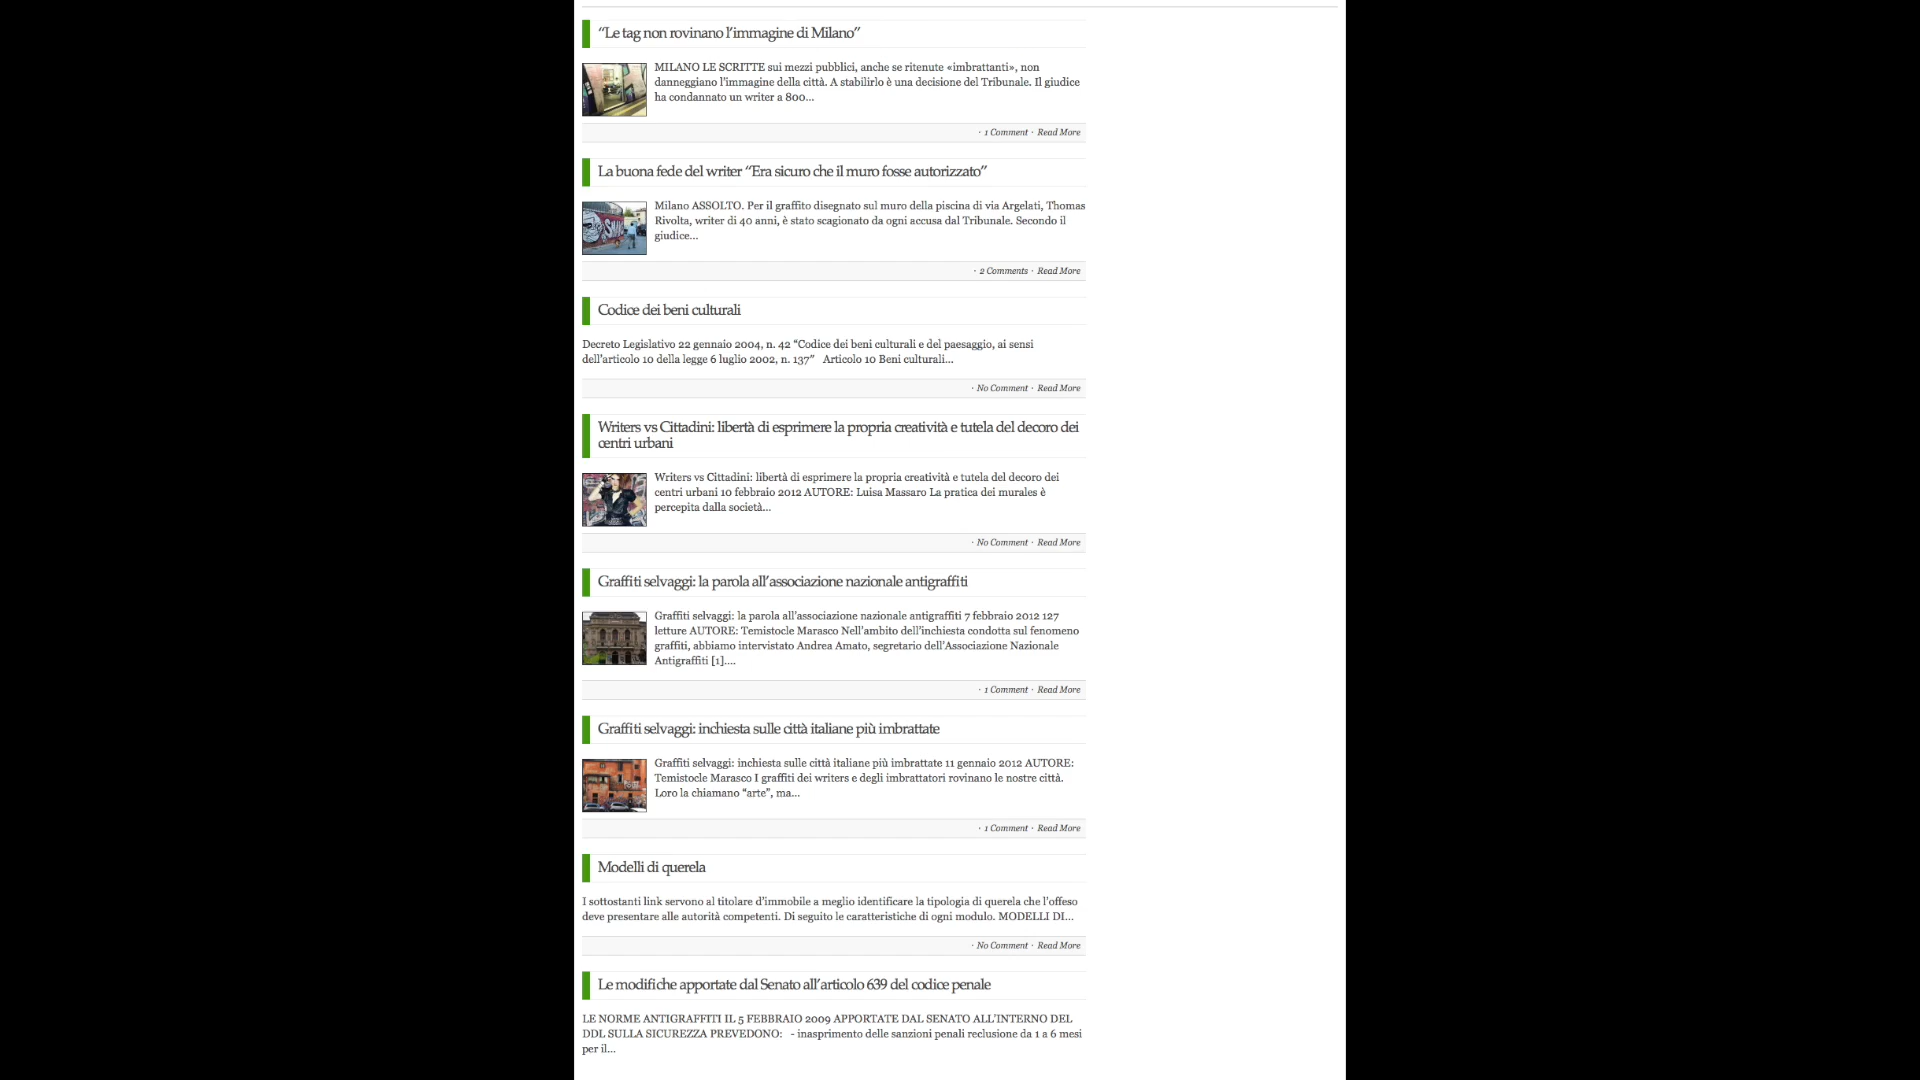 “Le tag non rovinano l’immagine di Milano”
MILANO LE SCRITTE sui mezzi pubblici, anche se ritenute «imbrattanti», non
danneggiano l’immagine della città. A stabilirlo è una decisione del Tribunale. Il giudice
ha condannato un writer a 800...
· 1 Comment · Read More
La buona fede del writer “Era sicuro che il muro fosse autorizzato”
Milano ASSOLTO. Per il graffito disegnato sul muro della piscina di via Argelati, Thomas
Rivolta, writer di 40 anni, è stato scagionato da ogni accusa dal Tribunale. Secondo il
giudice...
· 2 Comments · Read More
Codice dei beni culturali
Decreto Legislativo 22 gennaio 2004, n. 42 “Codice dei beni culturali e del paesaggio, ai sensi
dell’articolo 10 della legge 6 luglio 2002, n. 137″   Articolo 10 Beni culturali...
· No Comment · Read More
Writers vs Cittadini: libertà di esprimere la propria creatività e tutela del decoro dei
centri urbani
Writers vs Cittadini: libertà di esprimere la propria creatività e tutela del decoro dei
centri urbani 10 febbraio 2012 AUTORE: Luisa Massaro La pratica dei murales è
percepita dalla società...
· No Comment · Read More
Graffiti selvaggi: la parola all’associazione nazionale antigraffiti
Graffiti selvaggi: la parola all’associazione nazionale antigraffiti 7 febbraio 2012 127
letture AUTORE: Temistocle Marasco Nell’ambito dell’inchiesta condotta sul fenomeno
graffiti, abbiamo intervistato Andrea Amato, segretario dell’Associazione Nazionale
Antigraffiti [1]....
· 1 Comment · Read More
Graffiti selvaggi: inchiesta sulle città italiane più imbrattate
Graffiti selvaggi: inchiesta sulle città italiane più imbrattate 11 gennaio 2012 AUTORE:
Temistocle Marasco I graffiti dei writers e degli imbrattatori rovinano le nostre città.
Loro la chiamano “arte”, ma...
· 1 Comment · Read More
Modelli di querela
I sottostanti link servono al titolare d’immobile a meglio identificare la tipologia di querela che l’offeso
deve presentare alle autorità competenti. Di seguito le caratteristiche di ogni modulo. MODELLI DI...
· No Comment · Read More
Le modifiche apportate dal Senato all’articolo 639 del codice penale
LE NORME ANTIGRAFFITI IL 5 FEBBRAIO 2009 APPORTATE DAL SENATO ALL’INTERNO DEL
DDL SULLA SICUREZZA PREVEDONO:   - inasprimento delle sanzioni penali reclusione da 1 a 6 mesi
per il...